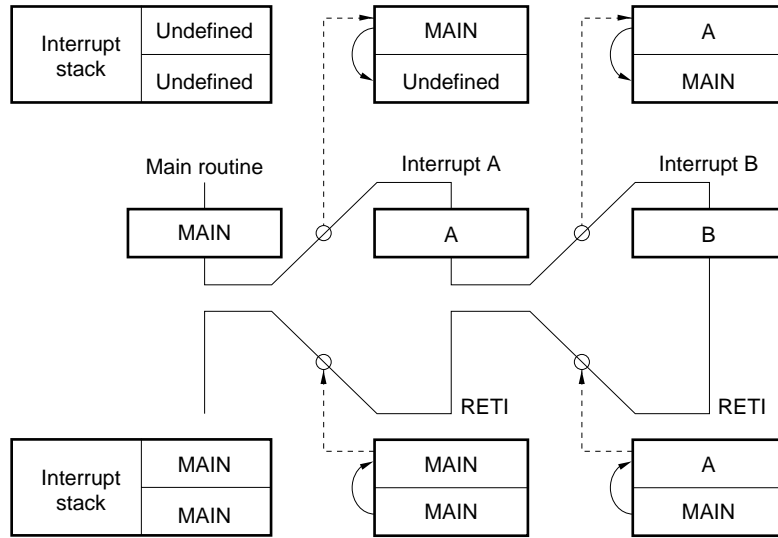 Interrupt
stack
Undefined
Undefined
MAIN
Undefined
A
MAIN
Main routine
Interrupt A
Interrupt B
MAIN
A
B
RETI
RETI
Interrupt
stack
MAIN
MAIN
MAIN
MAIN
A
MAIN